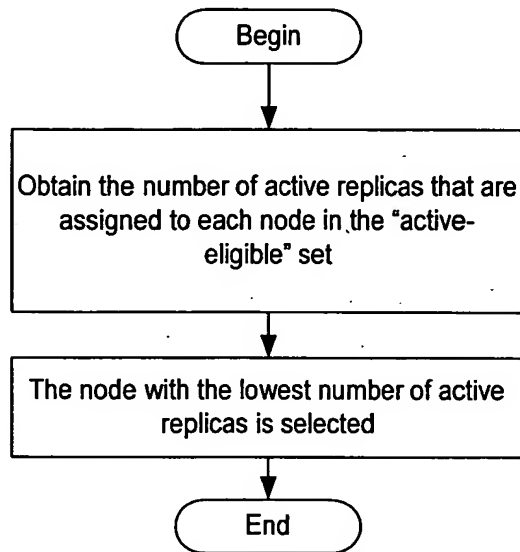 Begin
Obtain the number of active replicas that are
assigned to each node in the "active-
eligible" set
The node with the lowest number of active
replicas is selected
End